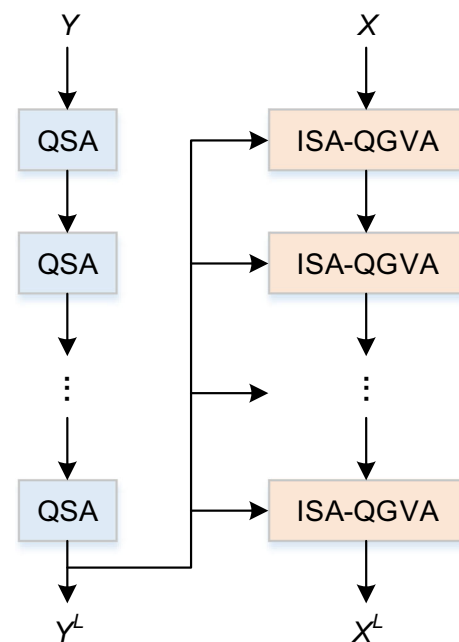 Y
X
QSA
ISA-QGVA
QSA
ISA-QGVA
...
...
QSA
ISA-QGVA
Y^L
X^L